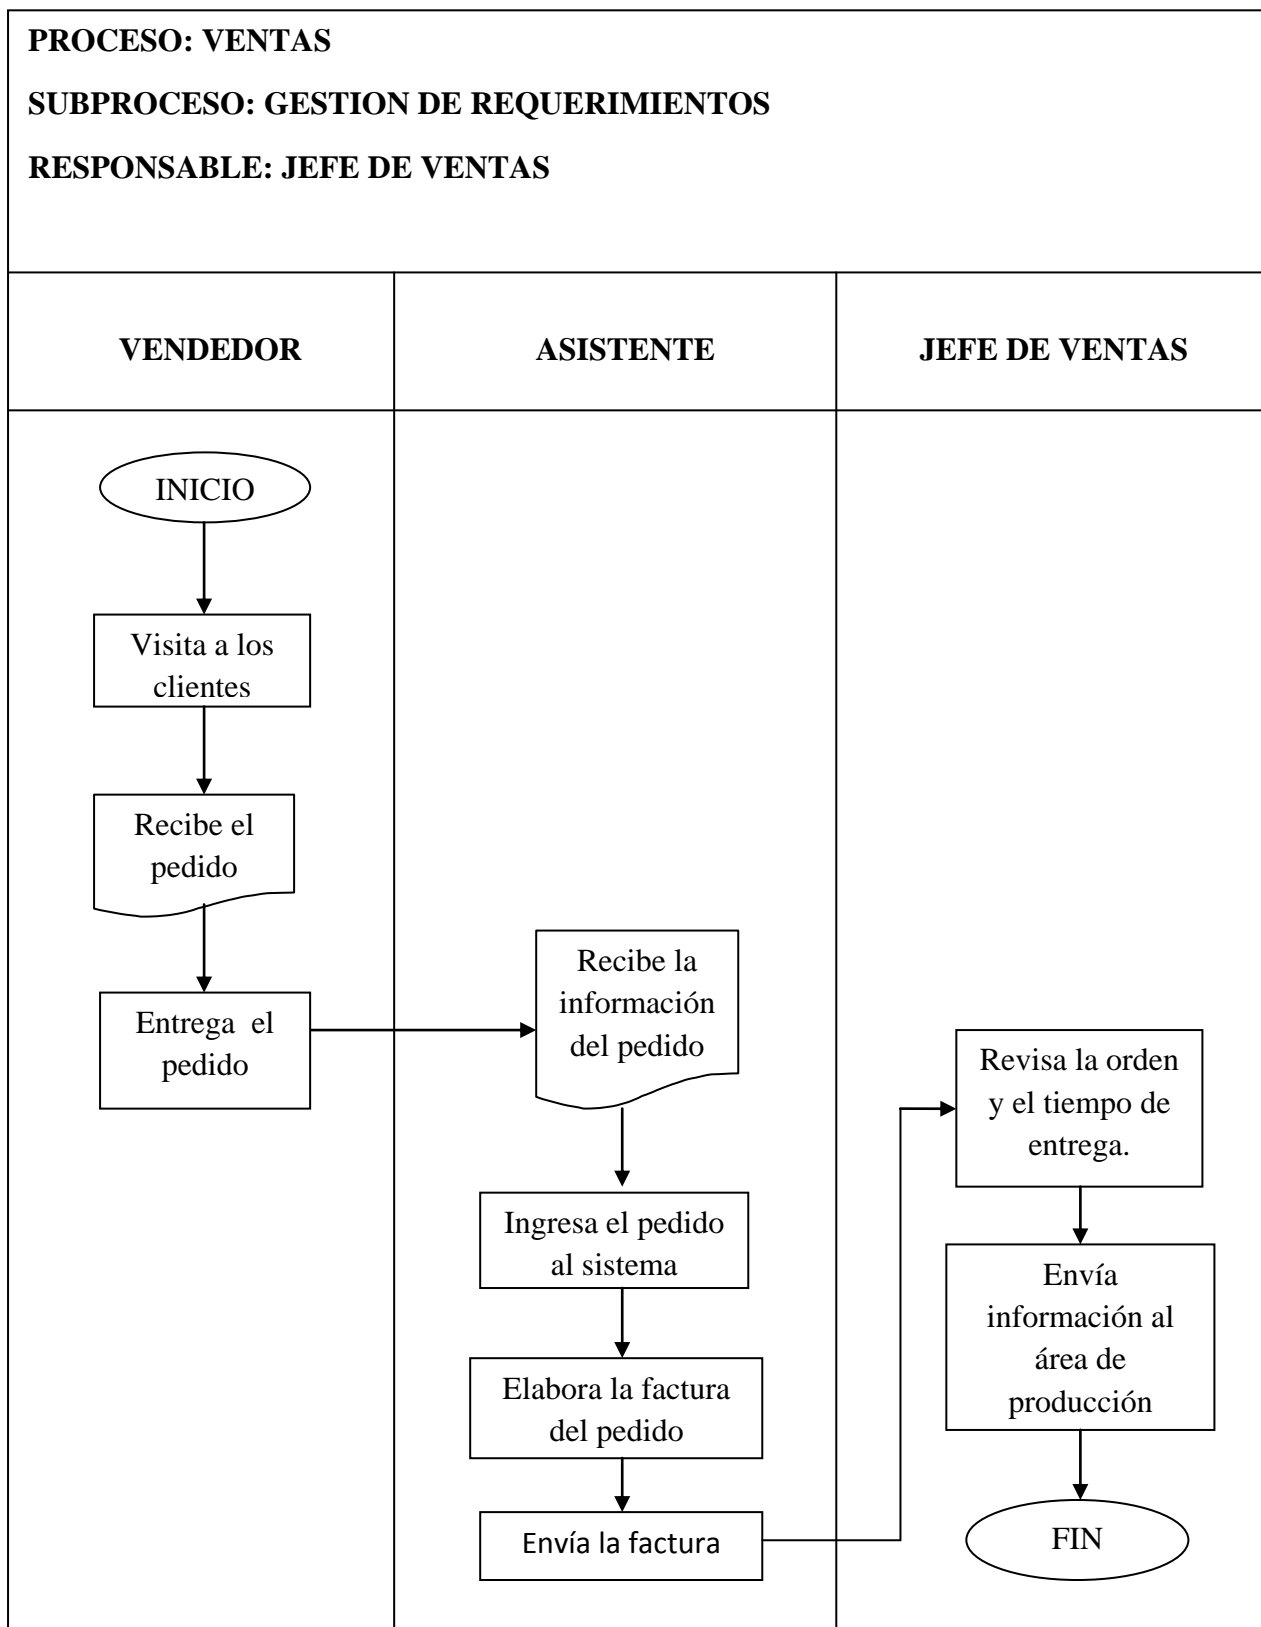 PROCESO: VENTAS
SUBPROCESO: GESTION DE REQUERIMIENTOS
RESPONSABLE: JEFE DE VENTAS
VENDEDOR
ASISTENTE
JEFE DE VENTAS
INICIO
Visita a los
clientes
Recibe el
pedido
Entrega el
pedido
Recibe la
información
del pedido
Ingresa el pedido
al sistema
Elabora la factura
del pedido
Envía la factura
Revisa la orden
y el tiempo de
entrega.
Envía
información al
área de
producción
FIN